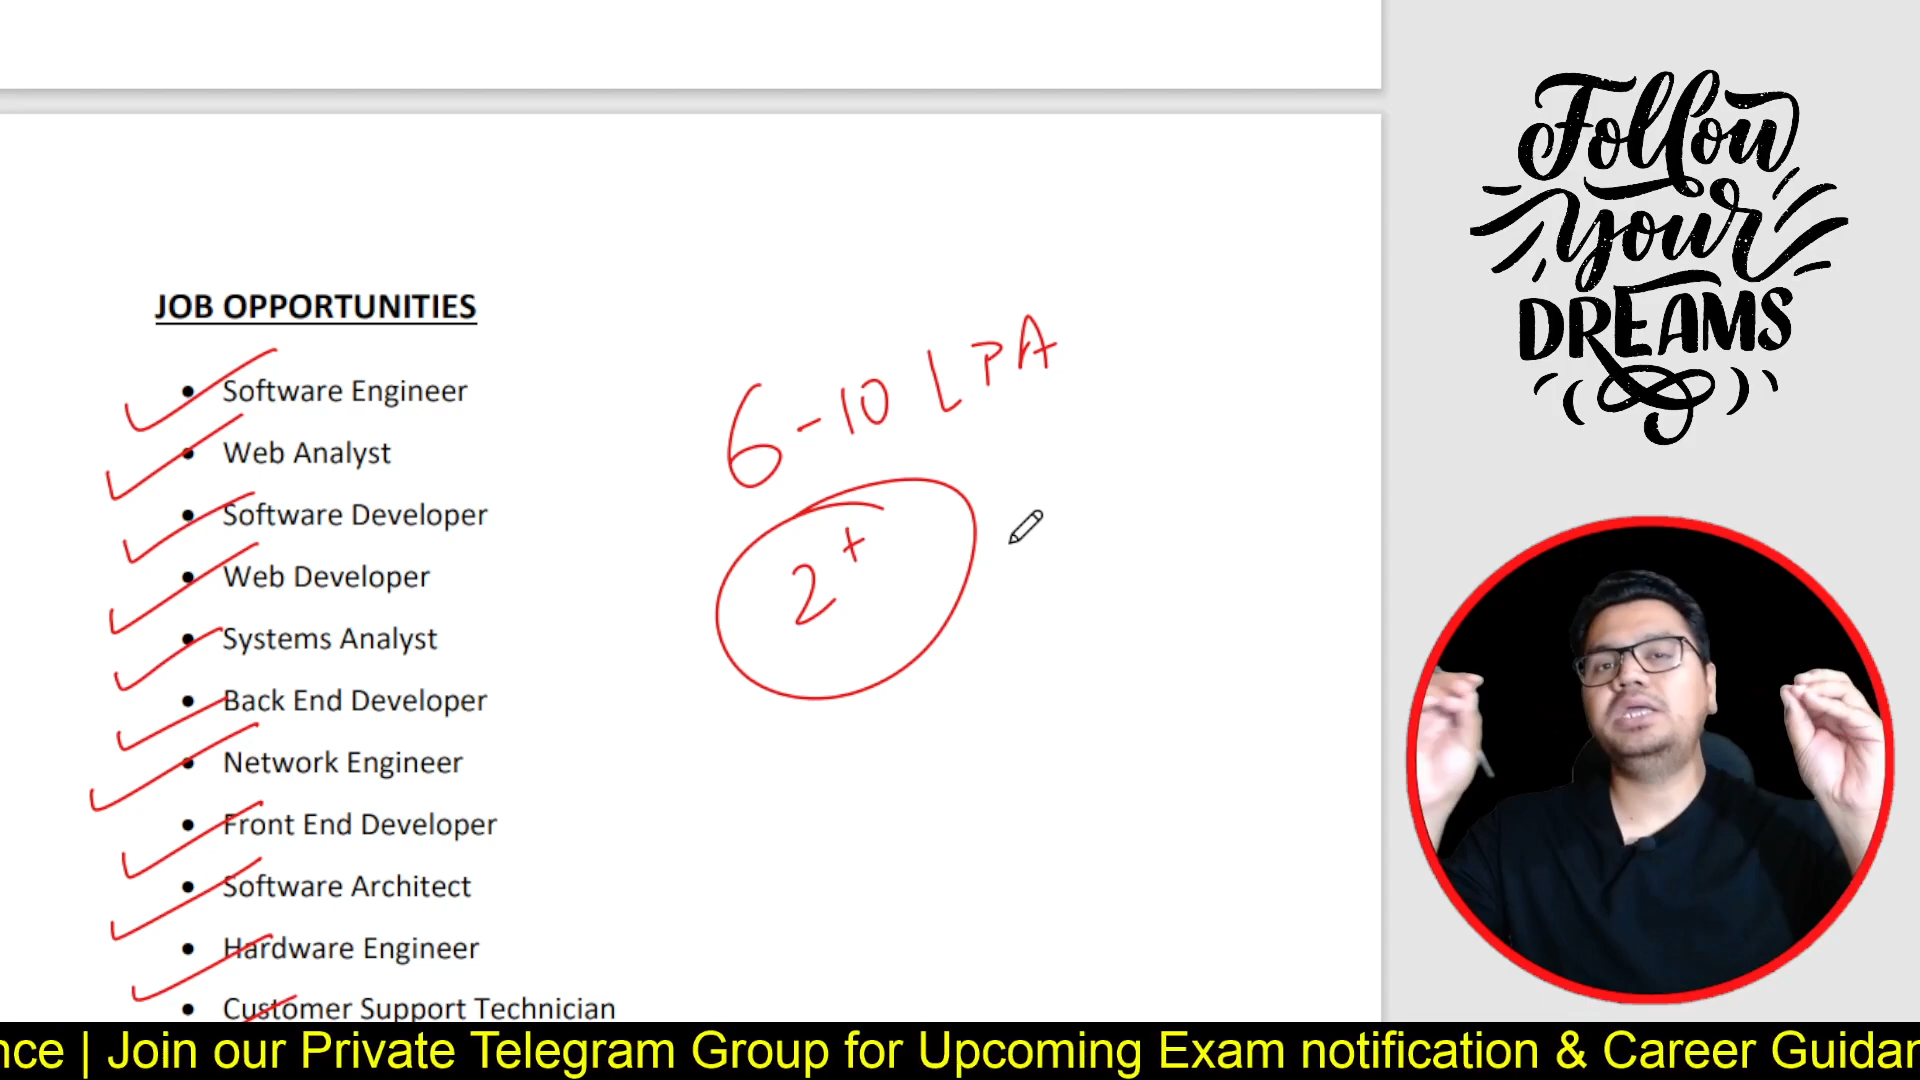 JOB OPPORTUNITIES
Software Engineer
Web Analyst
Software Developer
Web Developer
Systems Analyst
Back End Developer
Network Engineer
Front End Developer
Software Architect
Hardware Engineer
Customer Support Technician
6-10 LPA
2+
Follow
your
DREAMS
nce | Join our Private Telegram Group for Upcoming Exam notification & Career Guidan